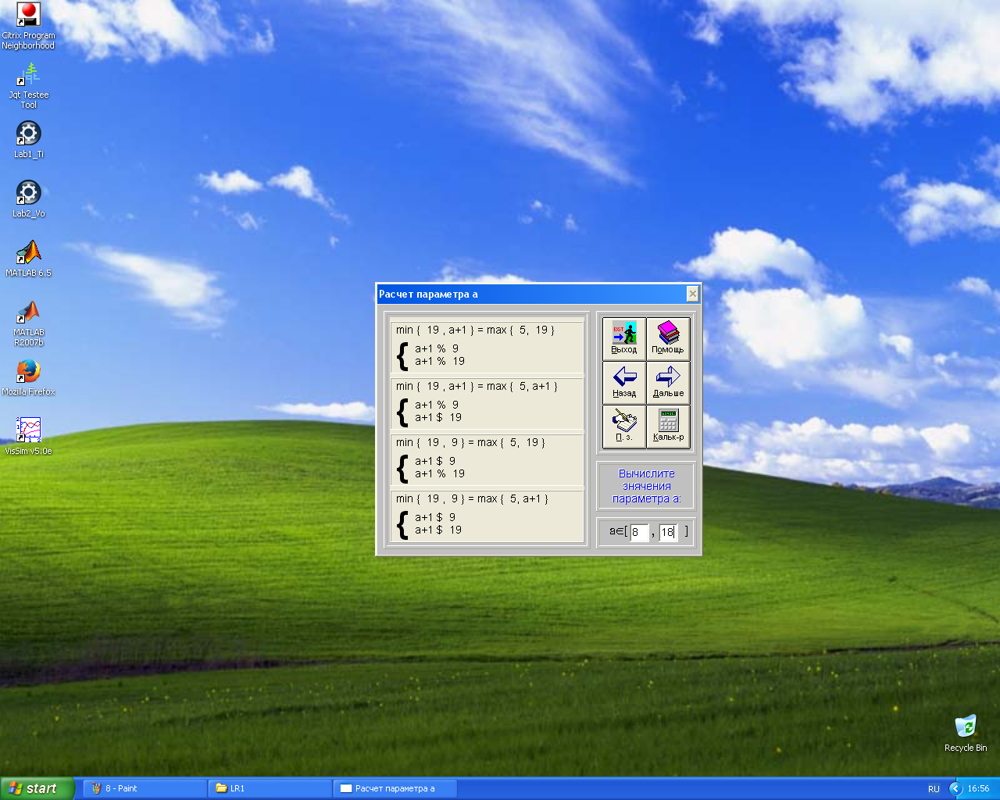 Citrix Program
Neighborhood
Jqt Testee
Tool
Lab1_Ti
Lab2_Vo
MATLAB 6.5
MATLAB
R2007b
Mozilla Firefox
VisSim v5.0e
Расчет параметра а
min { 19 , a+1 } = max { 5, 19 }
{ a+1 % 9
a+1 % 19
min { 19 , a+1 } = max { 5, a+1 }
{ a+1 % 9
a+1 $ 19
min { 19 , 9 } = max { 5, 19 }
{ a+1 $ 9
a+1 % 19
min { 19 , 9 } = max { 5, a+1 }
{ a+1 $ 9
a+1 $ 19
EXIT
Выход
Помощь
Назад
Дальше
П. з.
Кальк-р
Вычислите
знячения
параметра а:
a∈[ 8 , 18 ]
Recycle Bin
start
8 - Paint
LR1
Расчет параметра а
RU
16:56